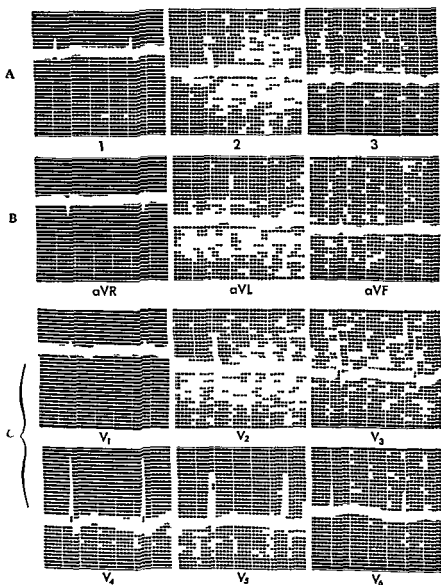 A
1 2 3
B
aVR aVL aVF
C
V₁ V₂ V₃
V₄ V₅ V₆